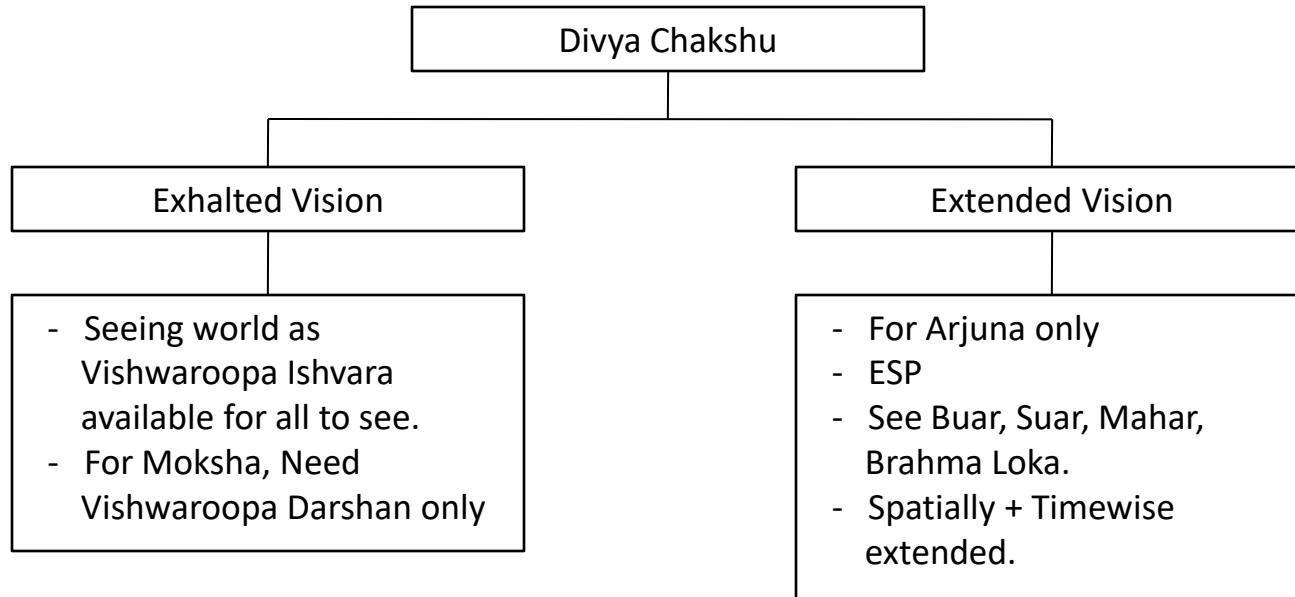 Divya Chakshu
Exhalted Vision
- Seeing world as
Vishwaroopa Ishvara
available for all to see.
- For Moksha, Need
Vishwaroopa Darshan only
Extended Vision
- For Arjuna only
- ESP
- See Buar, Suar, Mahar,
Brahma Loka.
- Spatially + Timewise
extended.